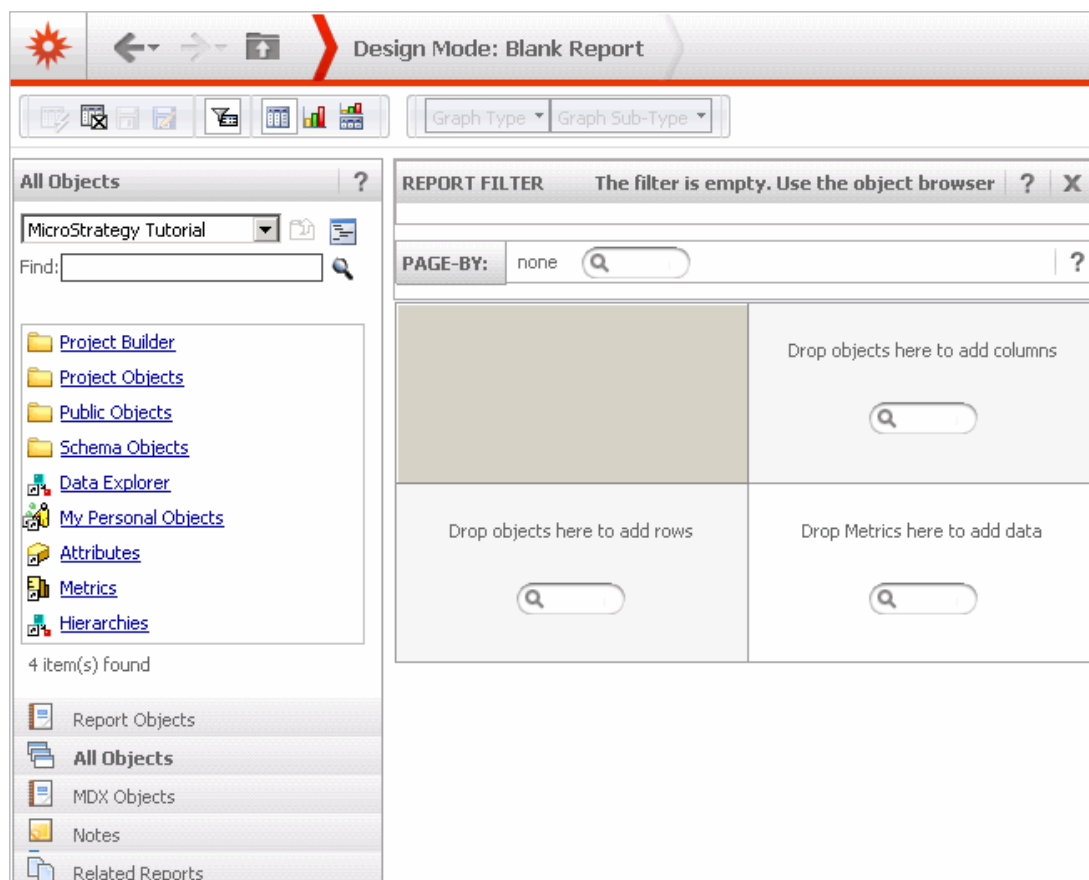 Design Mode: Blank Report
Graph Type
Graph Sub-Type
All Objects ?
MicroStrategy Tutorial
Find:
Project Builder
Project Objects
Public Objects
Schema Objects
Data Explorer
My Personal Objects
Attributes
Metrics
Hierarchies
4 item(s) found
Report Objects
All Objects
MDX Objects
Notes
Related Reports
REPORT FILTER The filter is empty. Use the object browser ? X
PAGE-BY: none ?
Drop objects here to add columns
Drop objects here to add rows
Drop Metrics here to add data